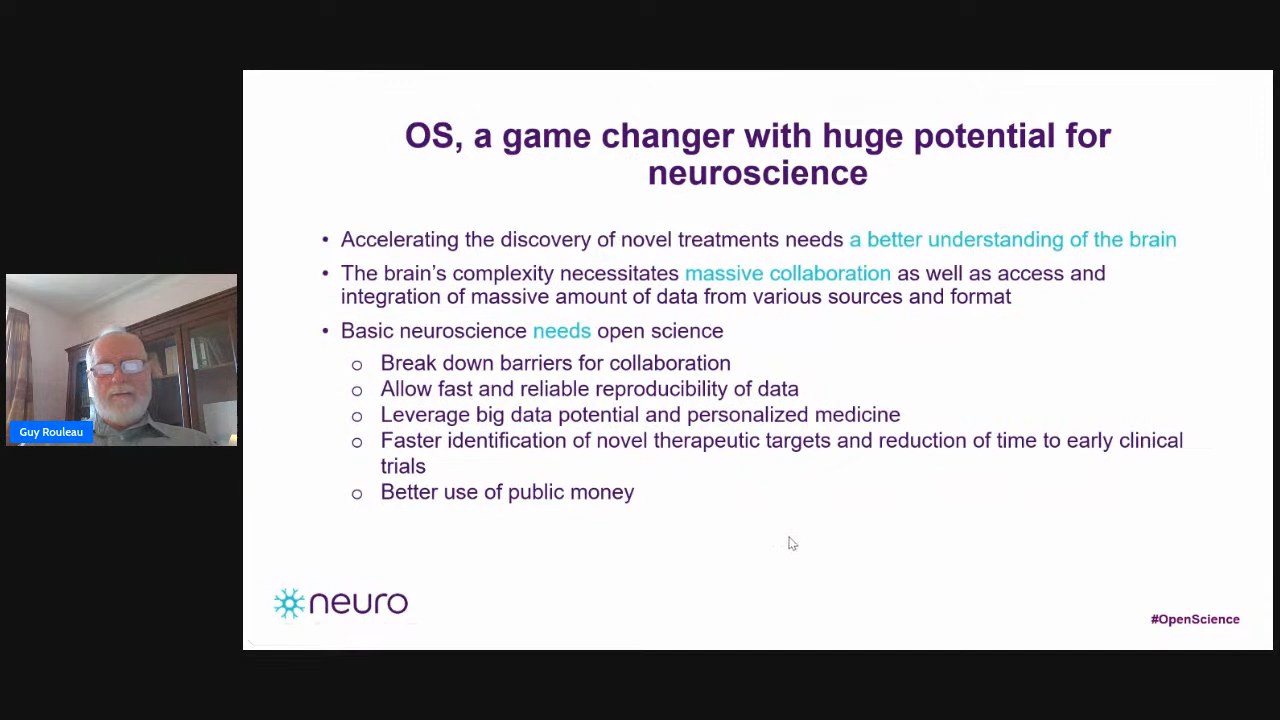 OS, a game changer with huge potential for
neuroscience
• Accelerating the discovery of novel treatments needs a better understanding of the brain
• The brain’s complexity necessitates massive collaboration as well as access and
integration of massive amount of data from various sources and format
• Basic neuroscience needs open science
o Break down barriers for collaboration
o Allow fast and reliable reproducibility of data
o Leverage big data potential and personalized medicine
o Faster identification of novel therapeutic targets and reduction of time to early clinical
trials
o Better use of public money
Guy Rouleau
neuro
#OpenScience